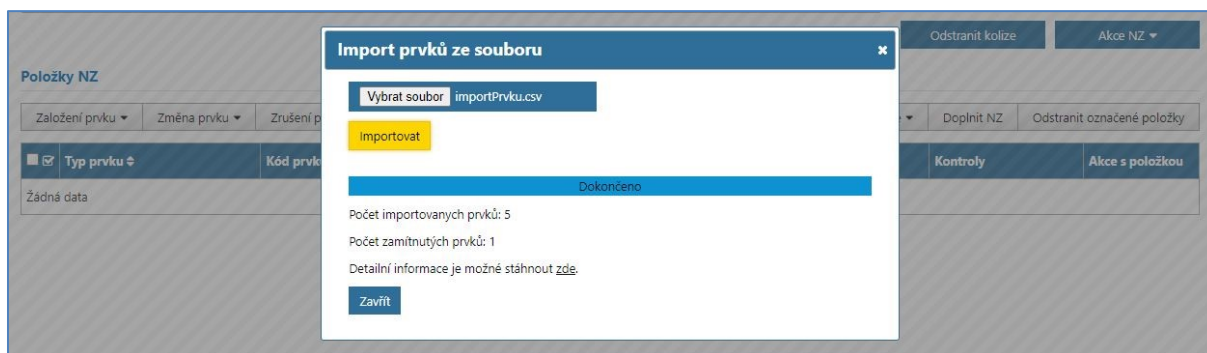 Odstranit kolize Akce NZ
Import prvků ze souboru ×
Položky NZ
Vybrat soubor importPrvku.csv
Založení prvku Změna prvku Zrušení p Doplnit NZ Odstranit označené položky
Importovat
Typ prvku Kód prvk Kontroly Akce s položkou
Žádná data
Dokončeno
Počet importovanych prvků: 5
Počet zamítnutých prvků: 1
Detailní informace je možné stáhnout zde.
Zavřít